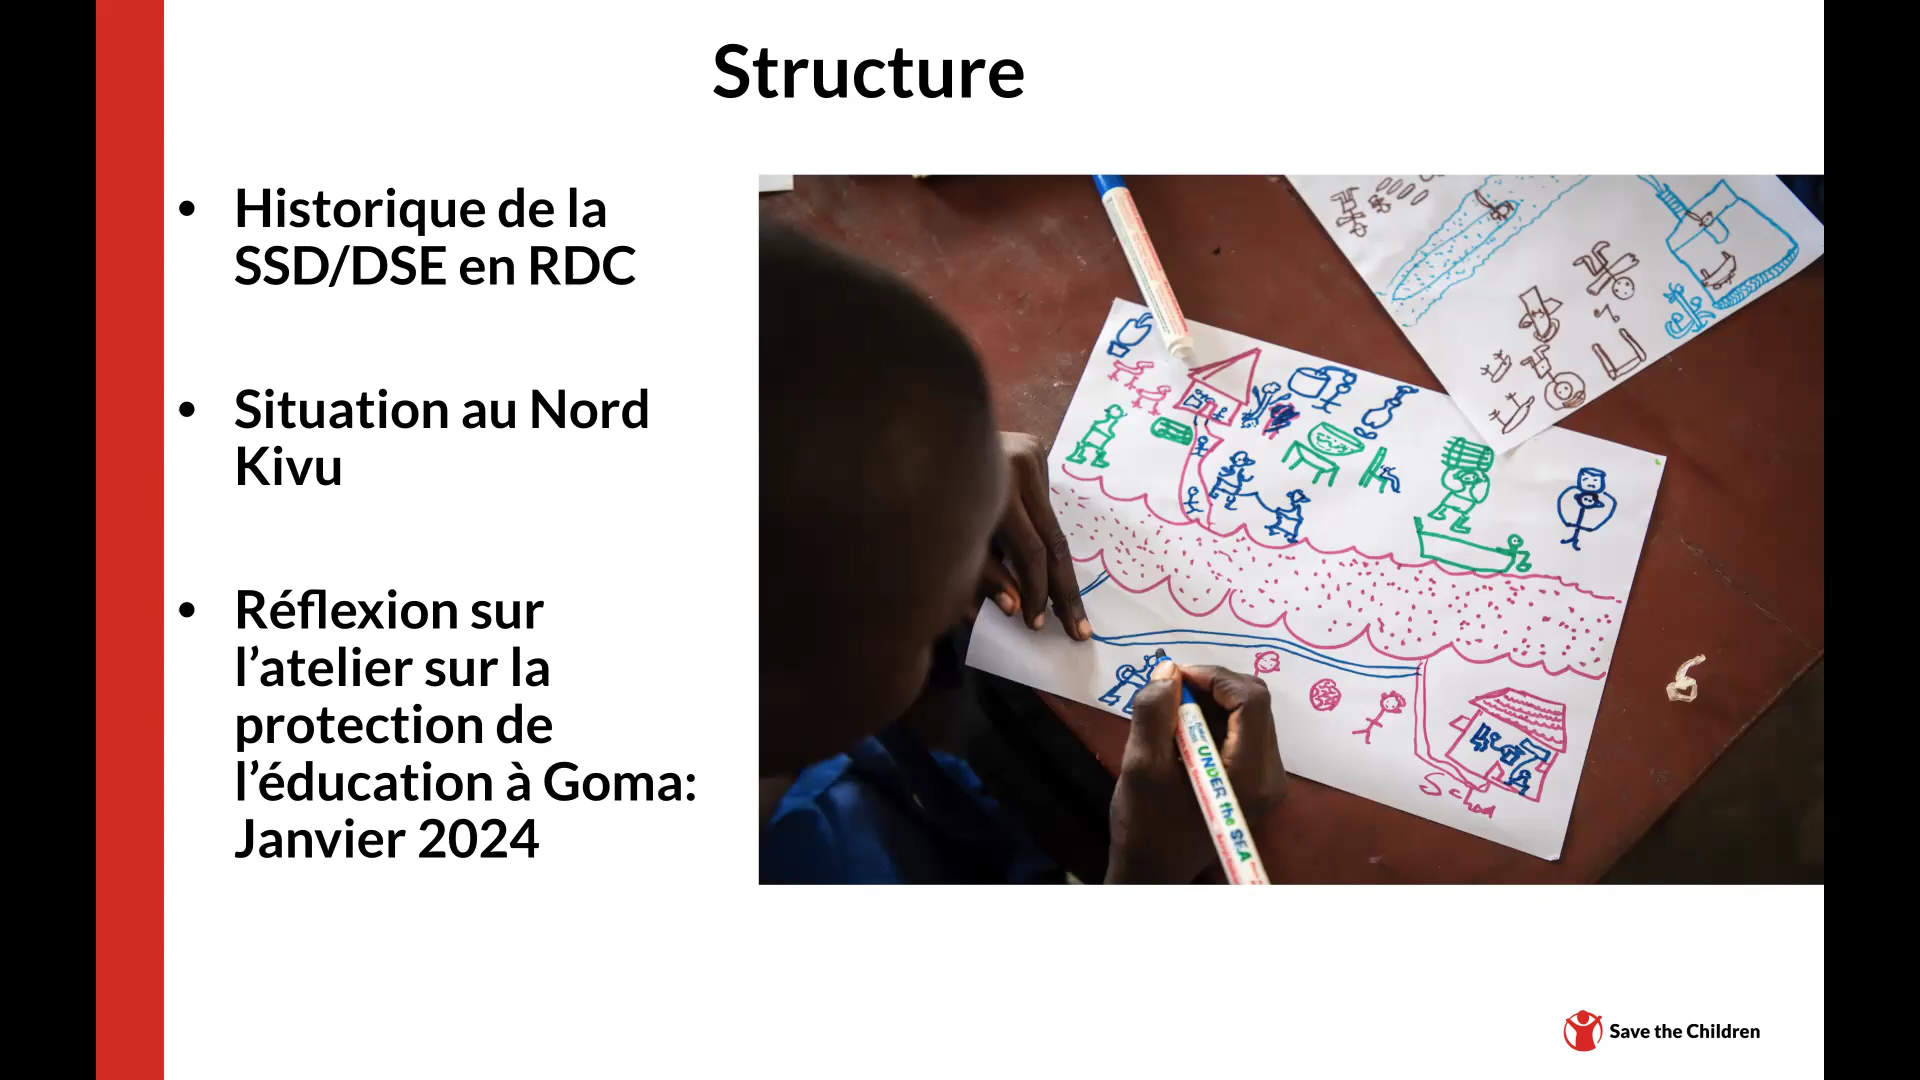 Structure
• Historique de la
SSD/DSE en RDC
• Situation au Nord
Kivu
• Réflexion sur
l’atelier sur la
protection de
l’éducation à Goma:
Janvier 2024
UNDER the SEA
School
6
Save the Children